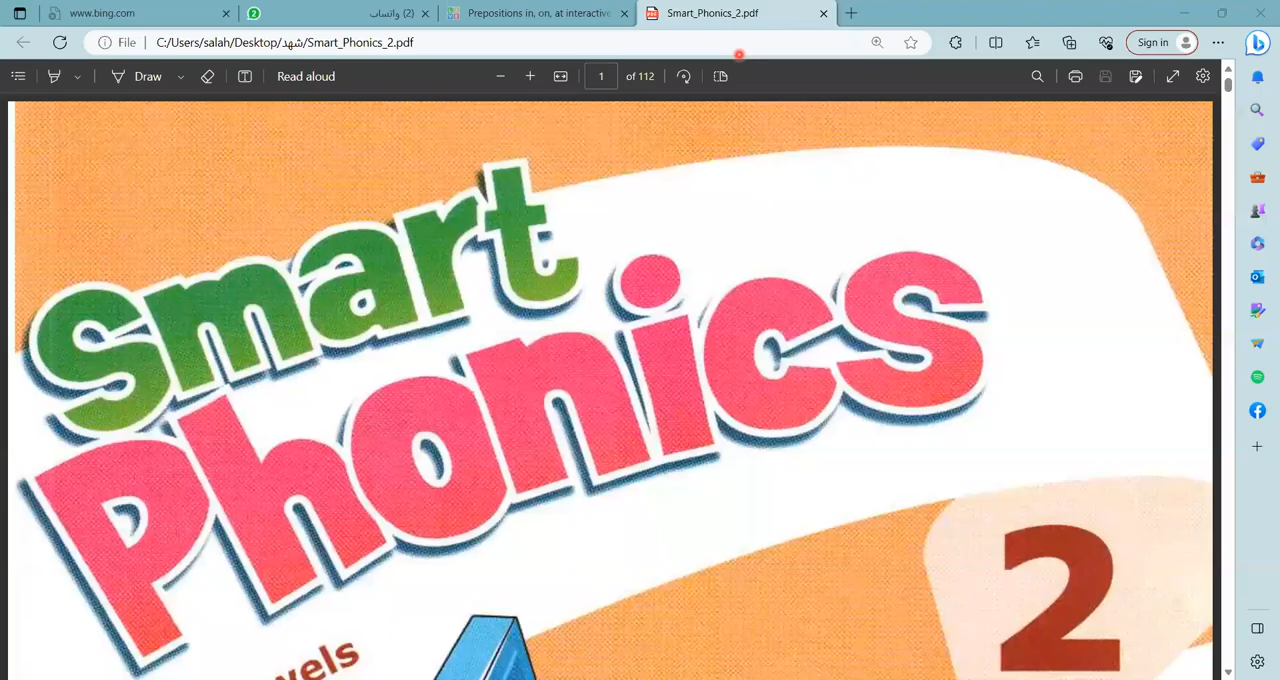 www.bing.com
2
(2) واتساب
Prepositions in, on, at interactive
Smart_Phonics_2.pdf
File
C:/Users/salah/Desktop/شهد/Smart_Phonics_2.pdf
Sign in
Draw
Read aloud
1 of 112
Smart
Phonics
2
vels